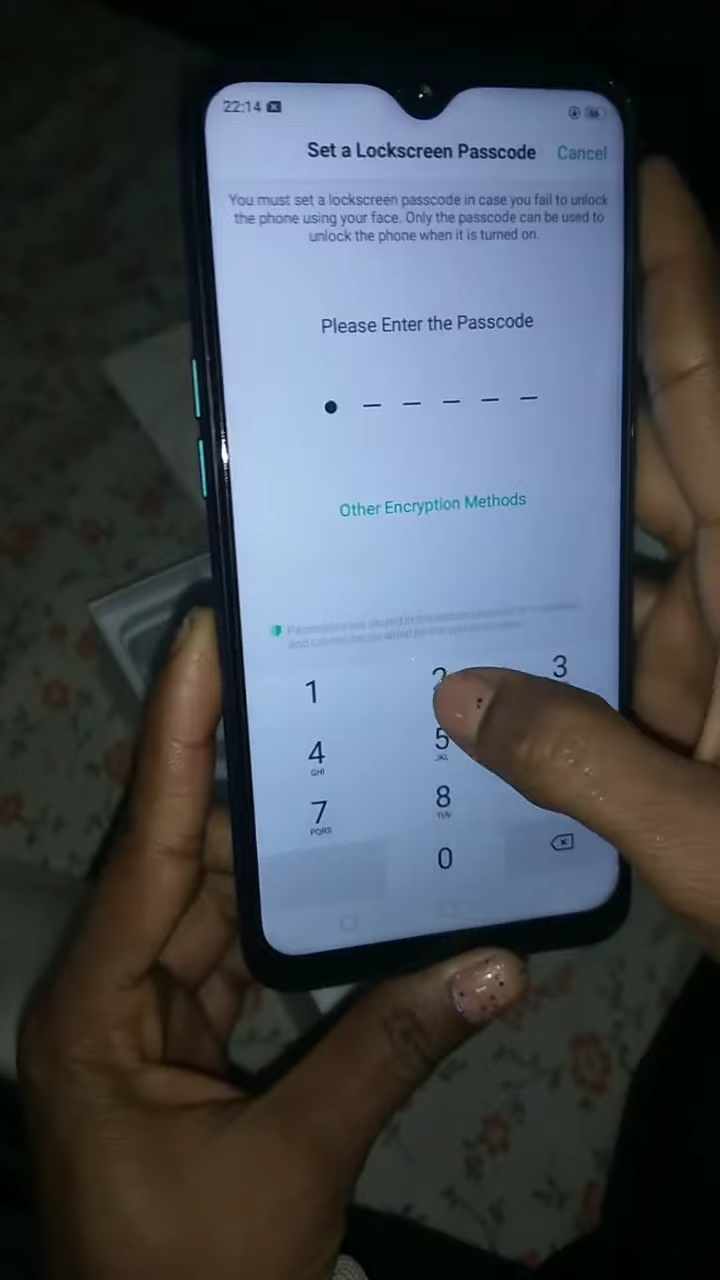 22:14
Set a Lockscreen Passcode Cancel
You must set a lockscreen passcode in case you fail to unlock
the phone using your face. Only the passcode can be used to
unlock the phone when it is turned on.
Please Enter the Passcode
Other Encryption Methods
1 2 3
4 5
GHI JKL
7 8
PQRS TUV
0